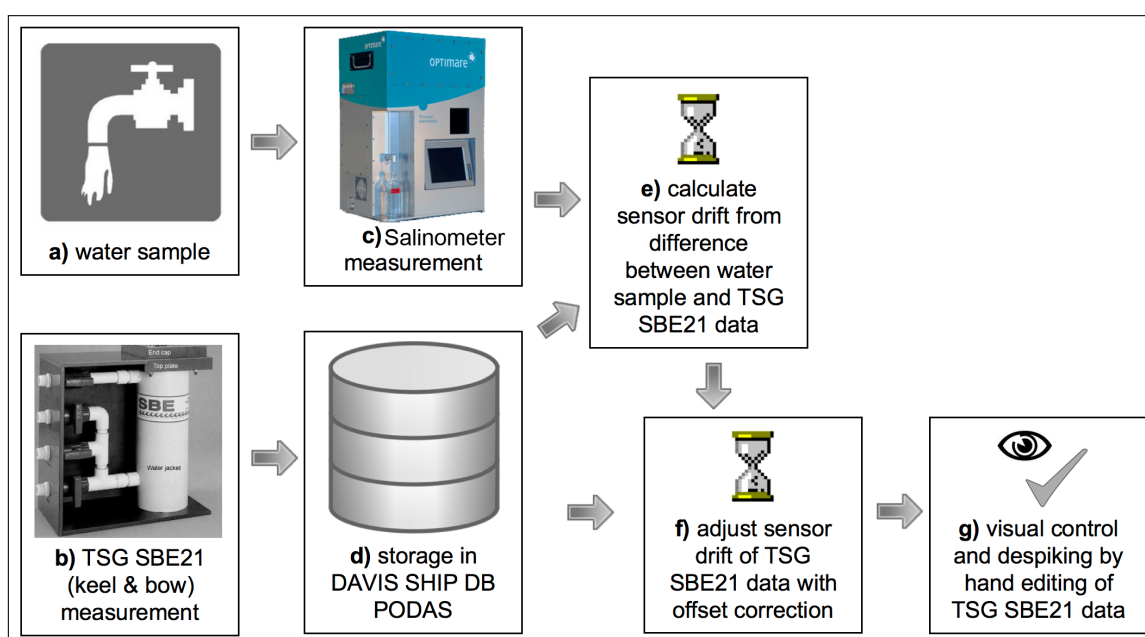 a) water sample
OPTIMARE
OPTIMARE
c) Salinometer
measurement
e) calculate
sensor drift from
difference
between water
sample and TSG
SBE21 data
End cap
Top plate
SBE
Water jacket
b) TSG SBE21
(keel & bow)
measurement
d) storage in
DAVIS SHIP DB
PODAS
f) adjust sensor
drift of TSG
SBE21 data with
offset correction
g) visual control
and despiking by
hand editing of
TSG SBE21 data